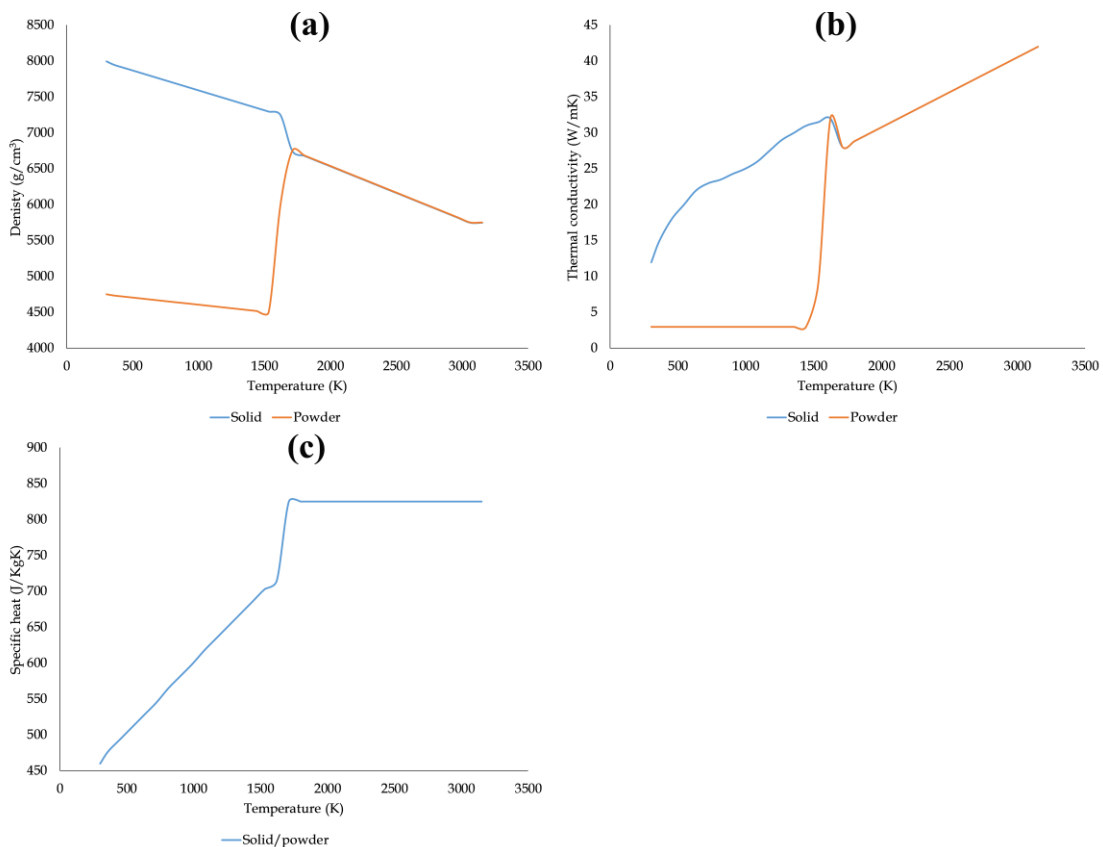 (a)
8500
8000
7500
7000
6500
6000
5500
5000
4500
4000
Denisty (g/cm³)
0 500 1000 1500 2000 2500 3000 3500
Temperature (K)
Solid Powder
(b)
45
40
35
30
25
20
15
10
5
0
Thermal conductivity (W/mK)
0 500 1000 1500 2000 2500 3000 3500
Temperature (K)
Solid Powder
(c)
900
850
800
750
700
650
600
550
500
450
Specific heat (J/KgK)
0 500 1000 1500 2000 2500 3000 3500
Temperature (K)
Solid/powder